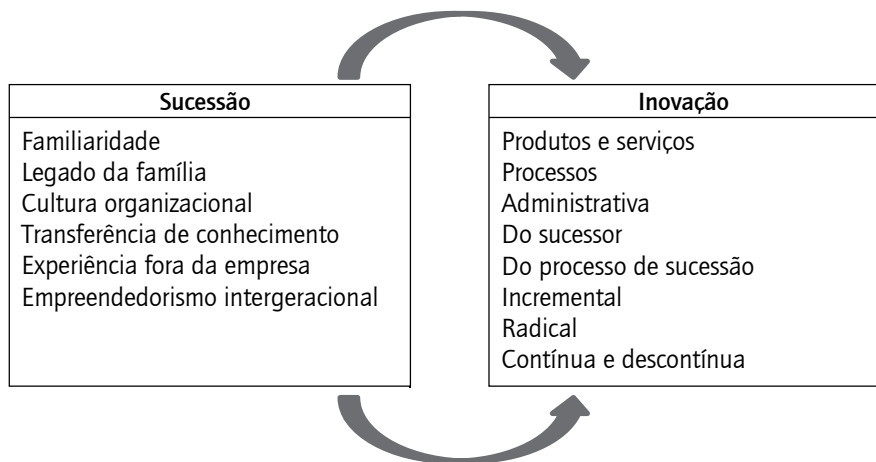 Sucessão
Familiaridade
Legado da família
Cultura organizacional
Transferência de conhecimento
Experiência fora da empresa
Empreendedorismo intergeracional
Inovação
Produtos e serviços
Processos
Administrativa
Do sucessor
Do processo de sucessão
Incremental
Radical
Contínua e descontínua